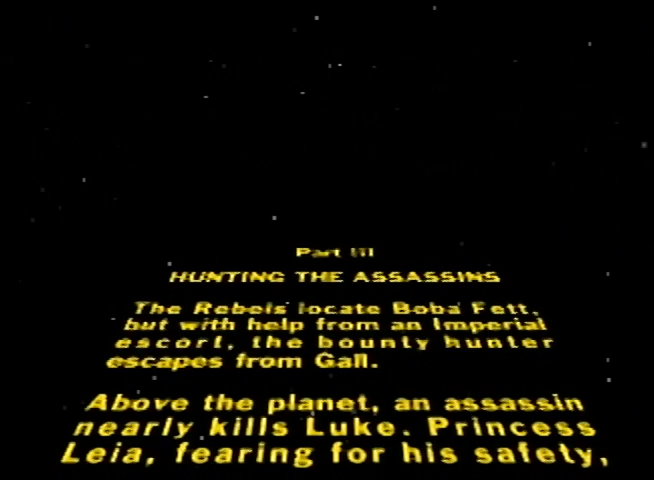 Part III
HUNTING THE ASSASSINS
The Rebels locate Boba Fett,
but with help from an Imperial
escort, the bounty hunter
escapes from Gall.
Above the planet, an assassin
nearly kills Luke. Princess
Leia, fearing for his safety,